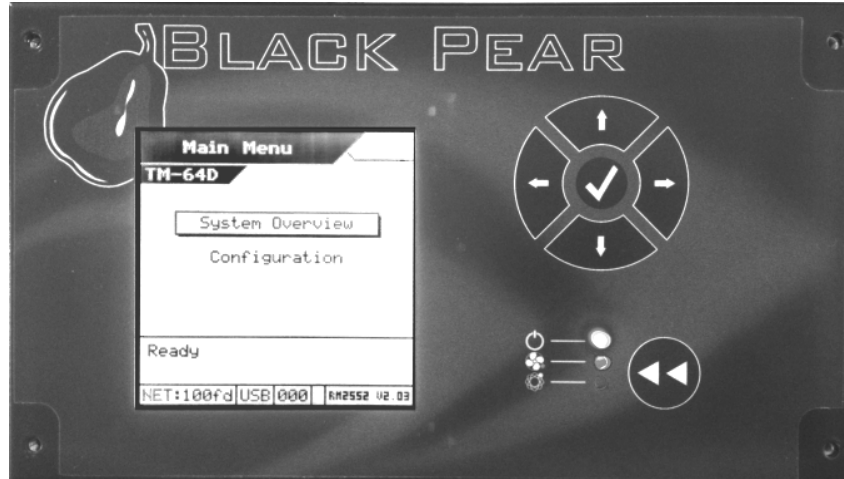 BLACK PEAR
Main Menu
TM-64D
System Overview
Configuration
Ready
NET:100fd USB 000 RM2552 V2.03